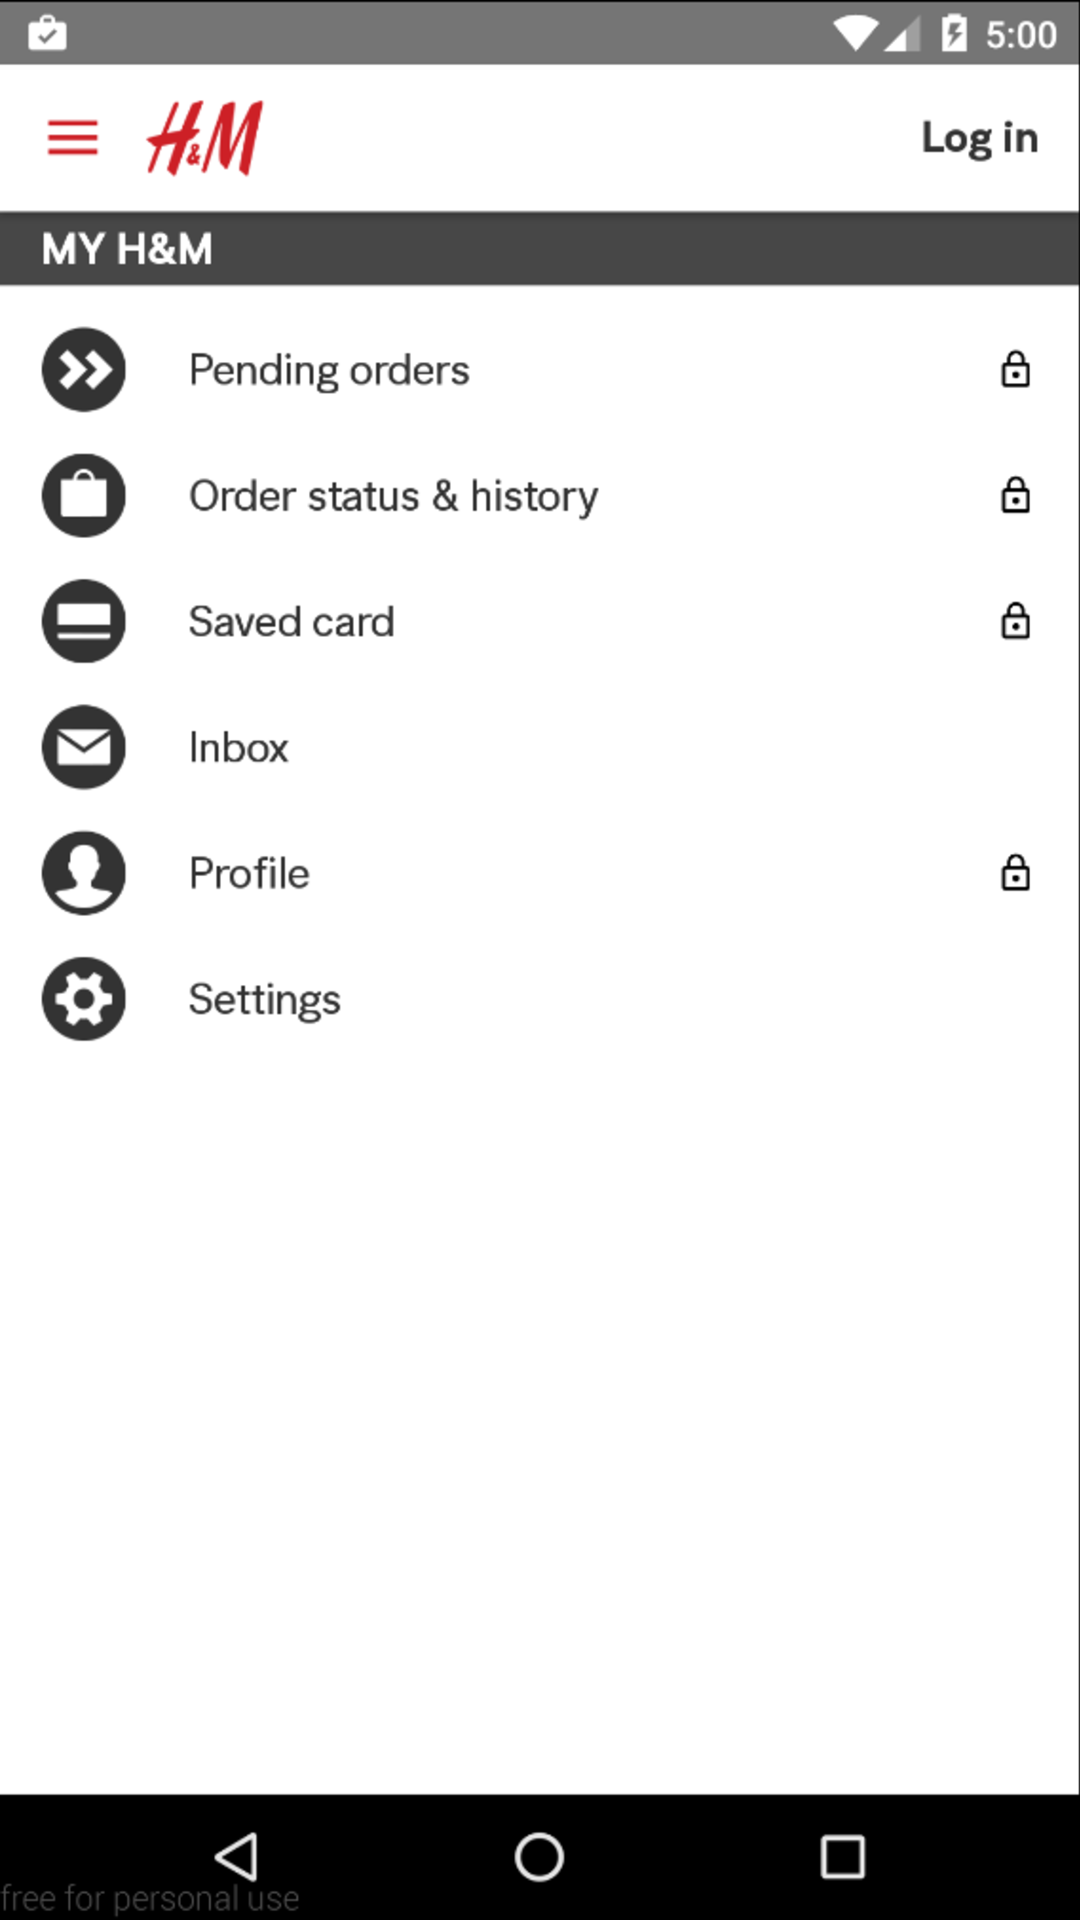 5:00
H&M
Log in
MY H&M
Pending orders
Order status & history
Saved card
Inbox
Profile
Settings
free for personal use